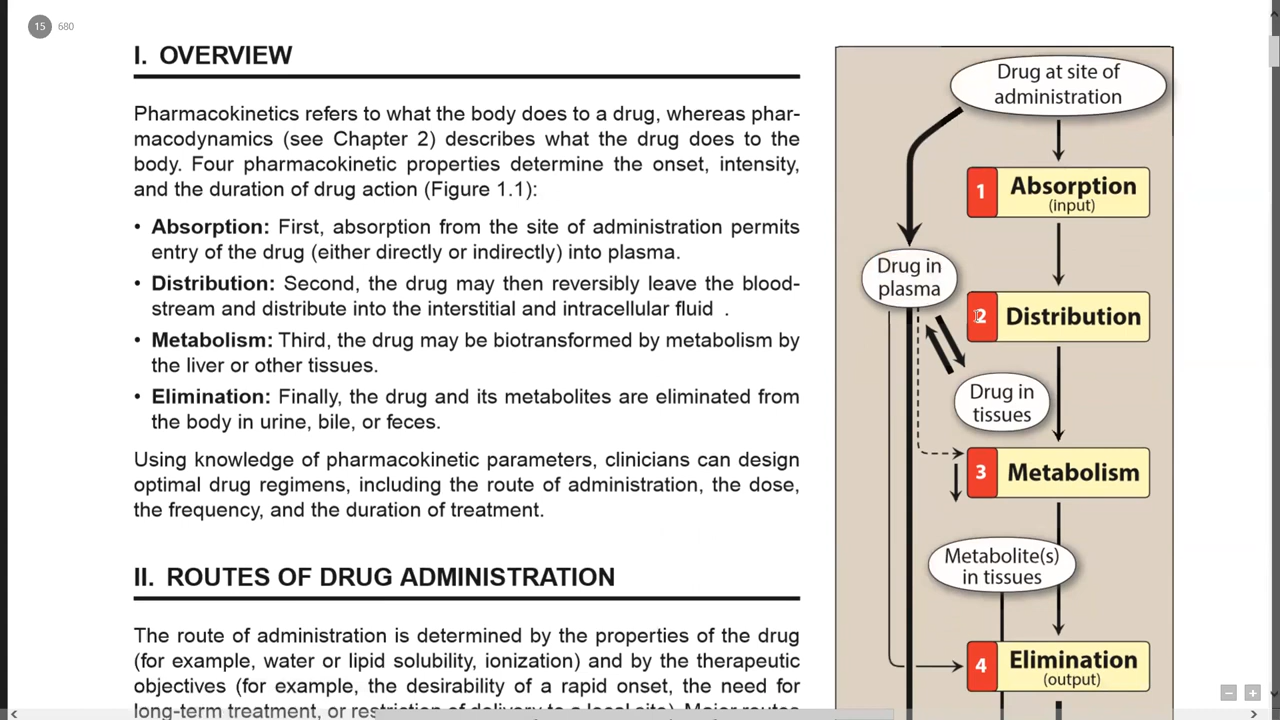 15 680
I. OVERVIEW
Pharmacokinetics refers to what the body does to a drug, whereas phar-
macodynamics (see Chapter 2) describes what the drug does to the
body. Four pharmacokinetic properties determine the onset, intensity,
and the duration of drug action (Figure 1.1):
• Absorption: First, absorption from the site of administration permits
entry of the drug (either directly or indirectly) into plasma.
• Distribution: Second, the drug may then reversibly leave the blood-
stream and distribute into the interstitial and intracellular fluid .
• Metabolism: Third, the drug may be biotransformed by metabolism by
the liver or other tissues.
• Elimination: Finally, the drug and its metabolites are eliminated from
the body in urine, bile, or feces.
Using knowledge of pharmacokinetic parameters, clinicians can design
optimal drug regimens, including the route of administration, the dose,
the frequency, and the duration of treatment.
II. ROUTES OF DRUG ADMINISTRATION
The route of administration is determined by the properties of the drug
(for example, water or lipid solubility, ionization) and by the therapeutic
objectives (for example, the desirability of a rapid onset, the need for
long-term treatment, or restriction of delivery to a local site). Major routes
Drug at site of
administration
1 Absorption
(input)
Drug in
plasma
2 Distribution
Drug in
tissues
3 Metabolism
Metabolite(s)
in tissues
4 Elimination
(output)